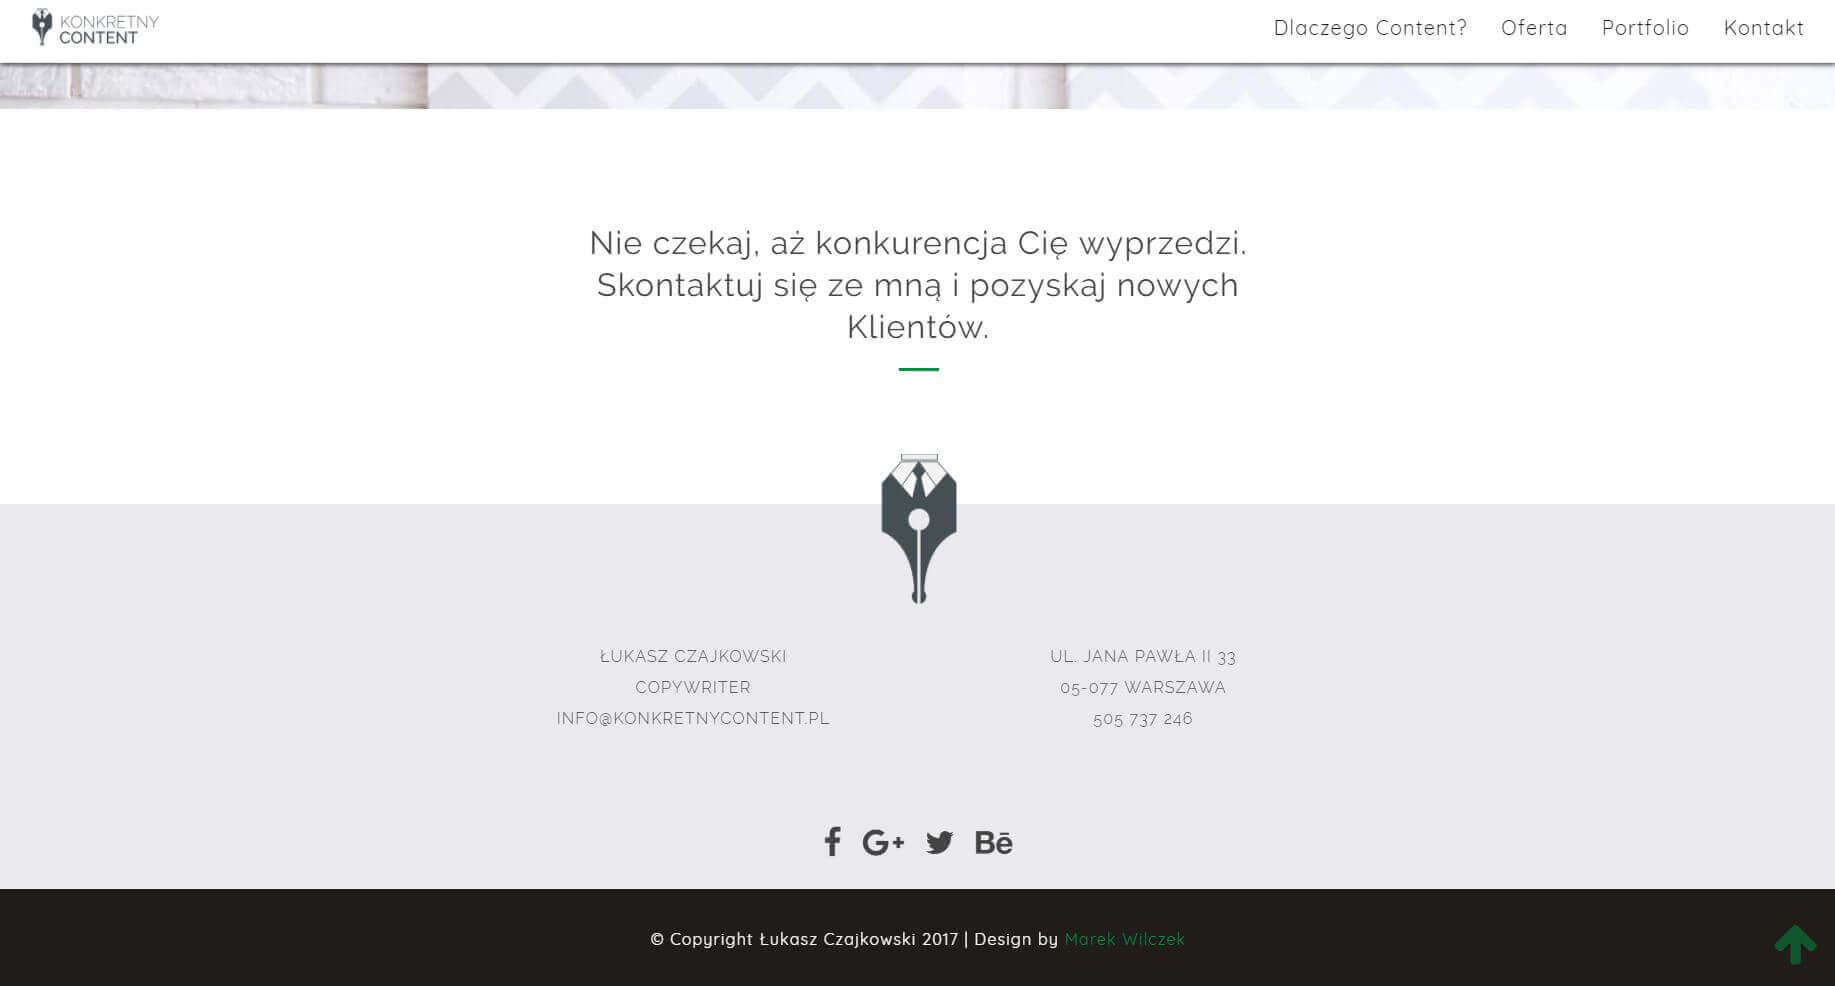 KONKRETNY
CONTENT
Dlaczego Content? Oferta Portfolio Kontakt
Nie czekaj, aż konkurencja Cię wyprzedzi.
Skontaktuj się ze mną i pozyskaj nowych
Klientów.
ŁUKASZ CZAJKOWSKI
COPYWRITER
INFO@KONKRETNYCONTENT.PL
UL. JANA PAWŁA II 33
05-077 WARSZAWA
505 737 246
f G+ Bē
© Copyright Łukasz Czajkowski 2017 | Design by Marek Wilczek